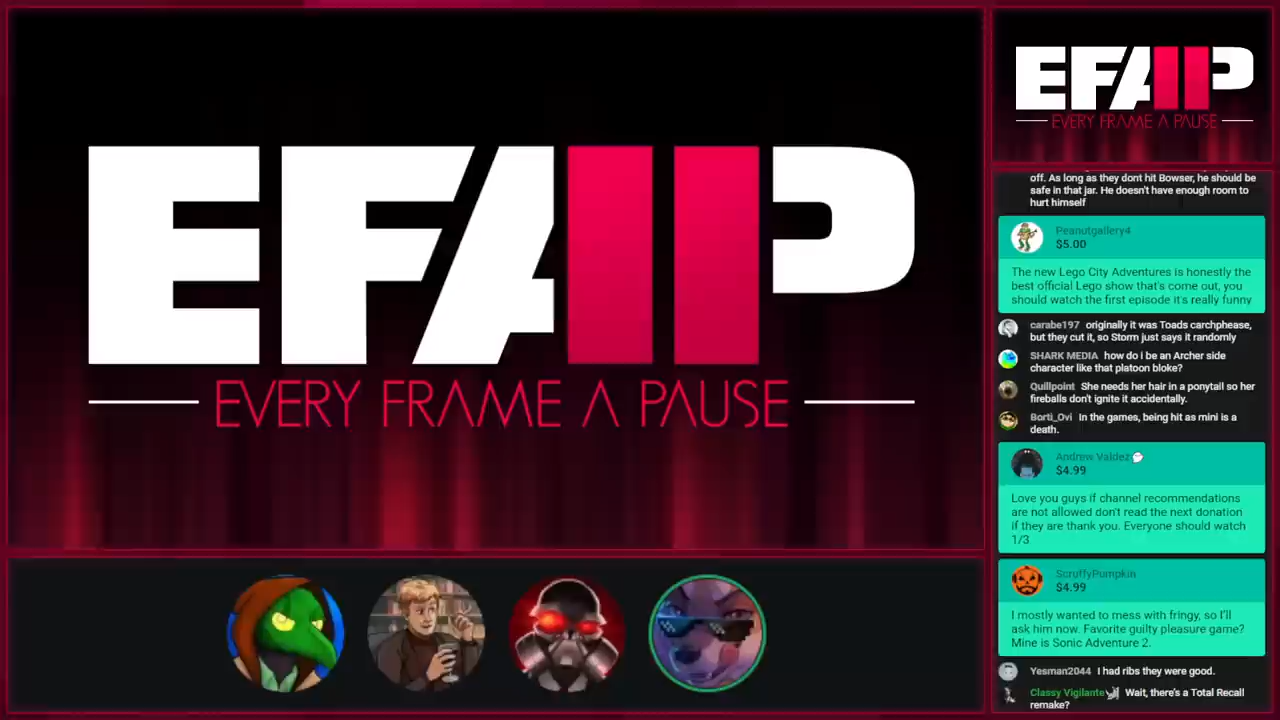 EFAP
EVERY FRAME A PAUSE
EFAP
EVERY FRAME A PAUSE
off. As long as they dont hit Bowser, he should be
safe in that jar. He doesn't have enough room to
hurt himself
Peanutgallery4
$5.00
The new Lego City Adventures is honestly the
best official Lego show that's come out, you
should watch the first episode it's really funny
carabe197 originally it was Toads carchphease,
but they cut it, so Storm just says it randomly
SHARK MEDIA how do i be an Archer side
character like that platoon bloke?
Quillpoint She needs her hair in a ponytail so her
fireballs don't ignite it accidentally.
Borti_Ovi In the games, being hit as mini is a
death.
Andrew Valdez
$4.99
Love you guys if channel recommendations
are not allowed don't read the next donation
if they are thank you. Everyone should watch
1/3
ScruffyPumpkin
$4.99
I mostly wanted to mess with fringy, so I'll
ask him now. Favorite guilty pleasure game?
Mine is Sonic Adventure 2.
Yesman2044 I had ribs they were good.
Classy Vigilante Wait, there's a Total Recall
remake?